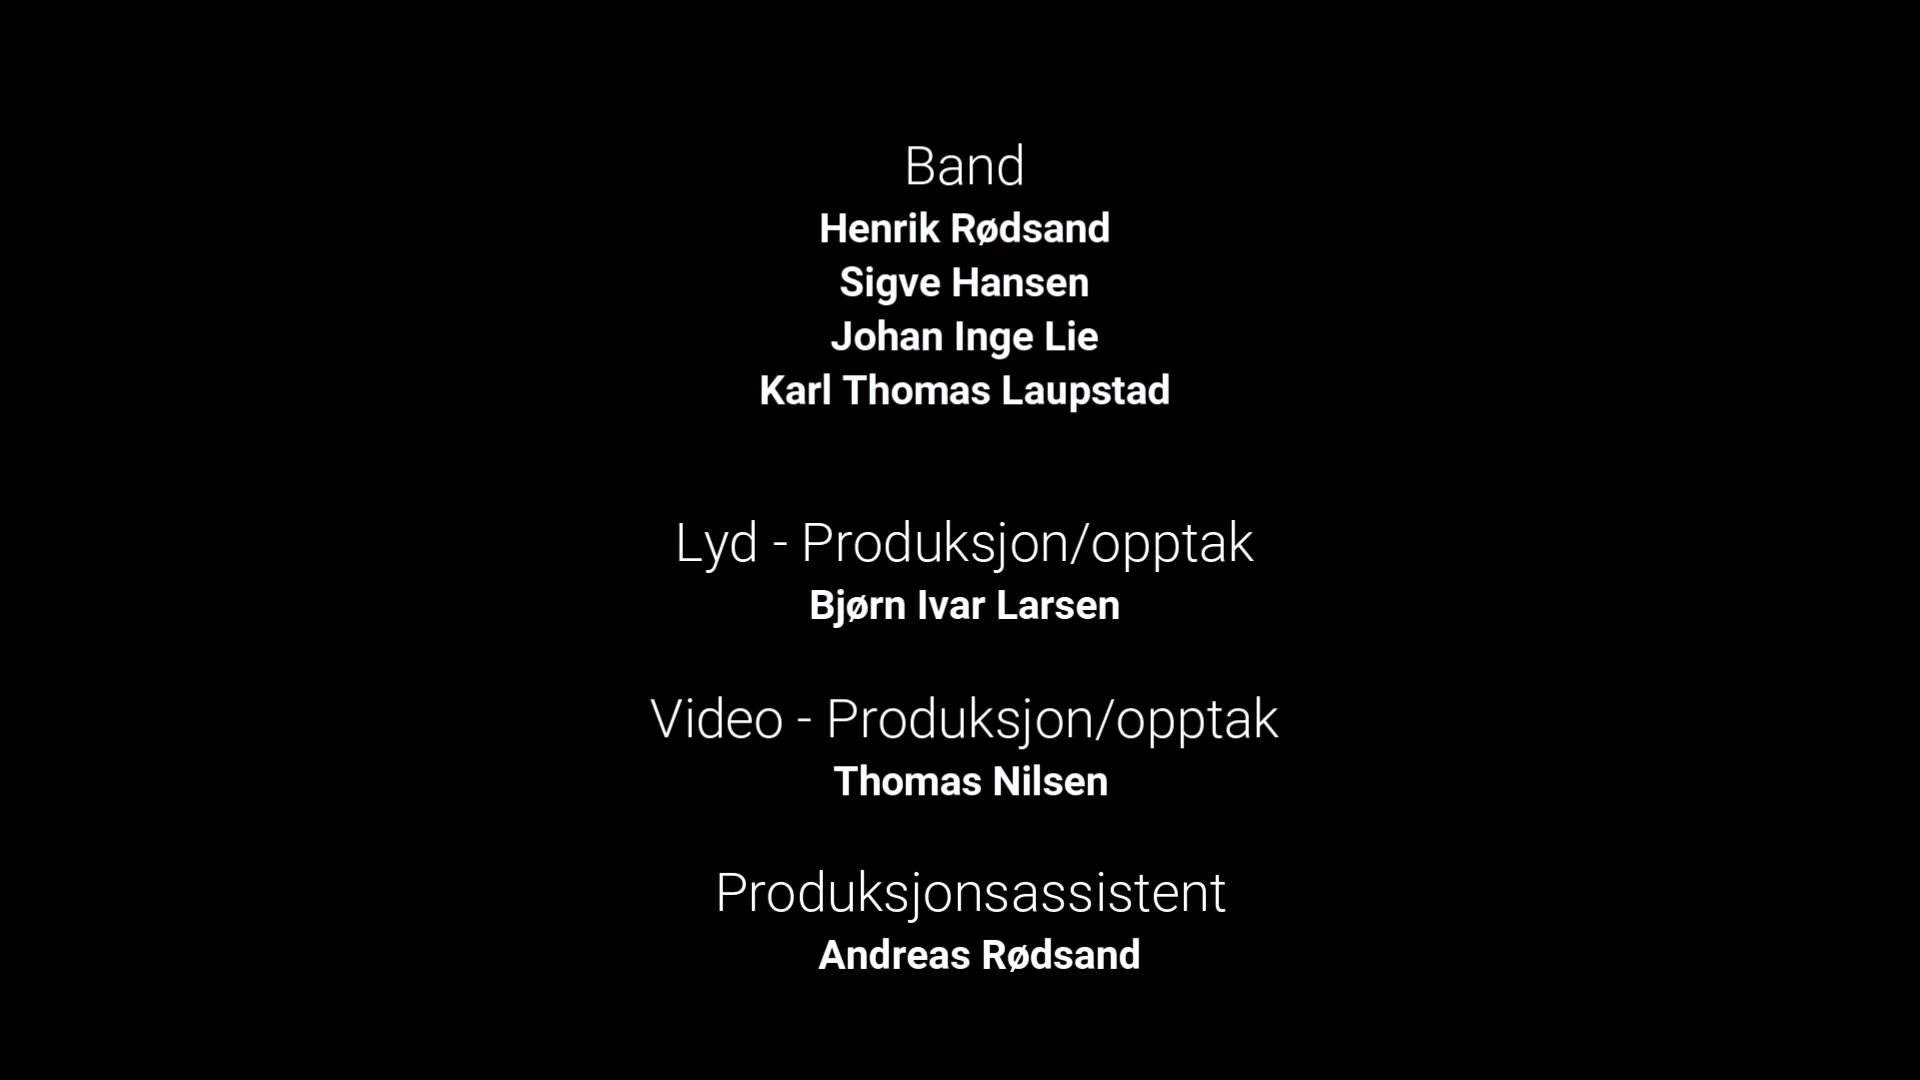 Band
Henrik Rødsand
Sigve Hansen
Johan Inge Lie
Karl Thomas Laupstad
Lyd - Produksjon/opptak
Bjørn Ivar Larsen
Video - Produksjon/opptak
Thomas Nilsen
Produksjonsassistent
Andreas Rødsand